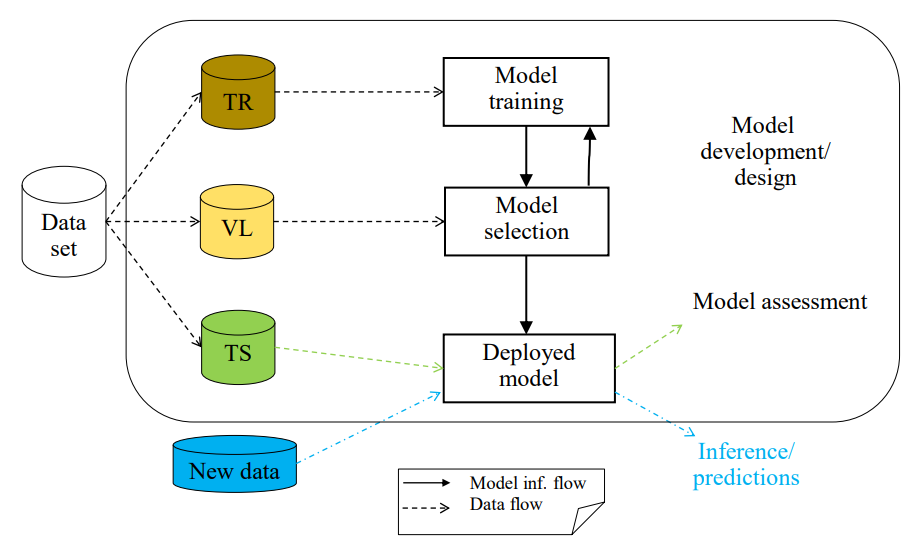 TR
Model
training
Model
development/
design
Data
set
VL
Model
selection
Model assessment
TS
Deployed
model
New data
Inference/
predictions
Model inf. flow
Data flow